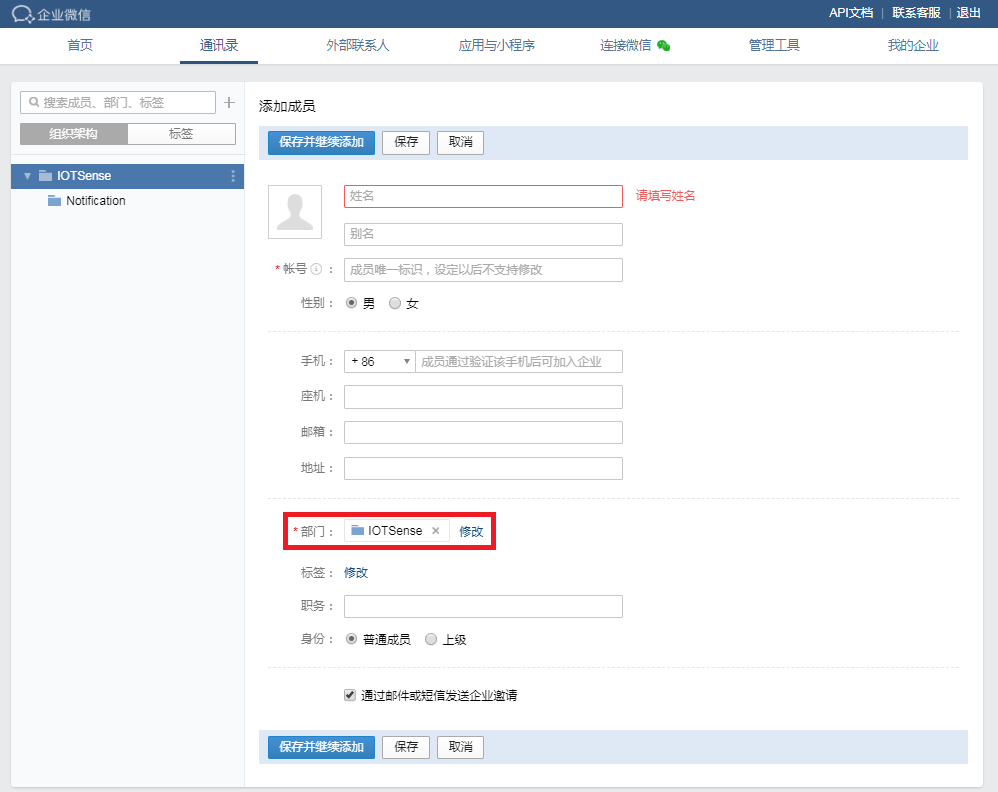 企业微信 API文档 | 联系客服 | 退出
首页 通讯录 外部联系人 应用与小程序 连接微信 管理工具 我的企业
搜索成员、部门、标签 +
组织架构 标签
IOTSense
Notification
添加成员
保存并继续添加 保存 取消
姓名 请填写姓名
别名
*帐号 : 成员唯一标识，设定以后不支持修改
性别: 男 女
手机: + 86 成员通过验证该手机后可加入企业
座机:
邮箱:
地址:
*部门: IOTSense × 修改
标签: 修改
职务:
身份: 普通成员 上级
通过邮件或短信发送企业邀请
保存并继续添加 保存 取消